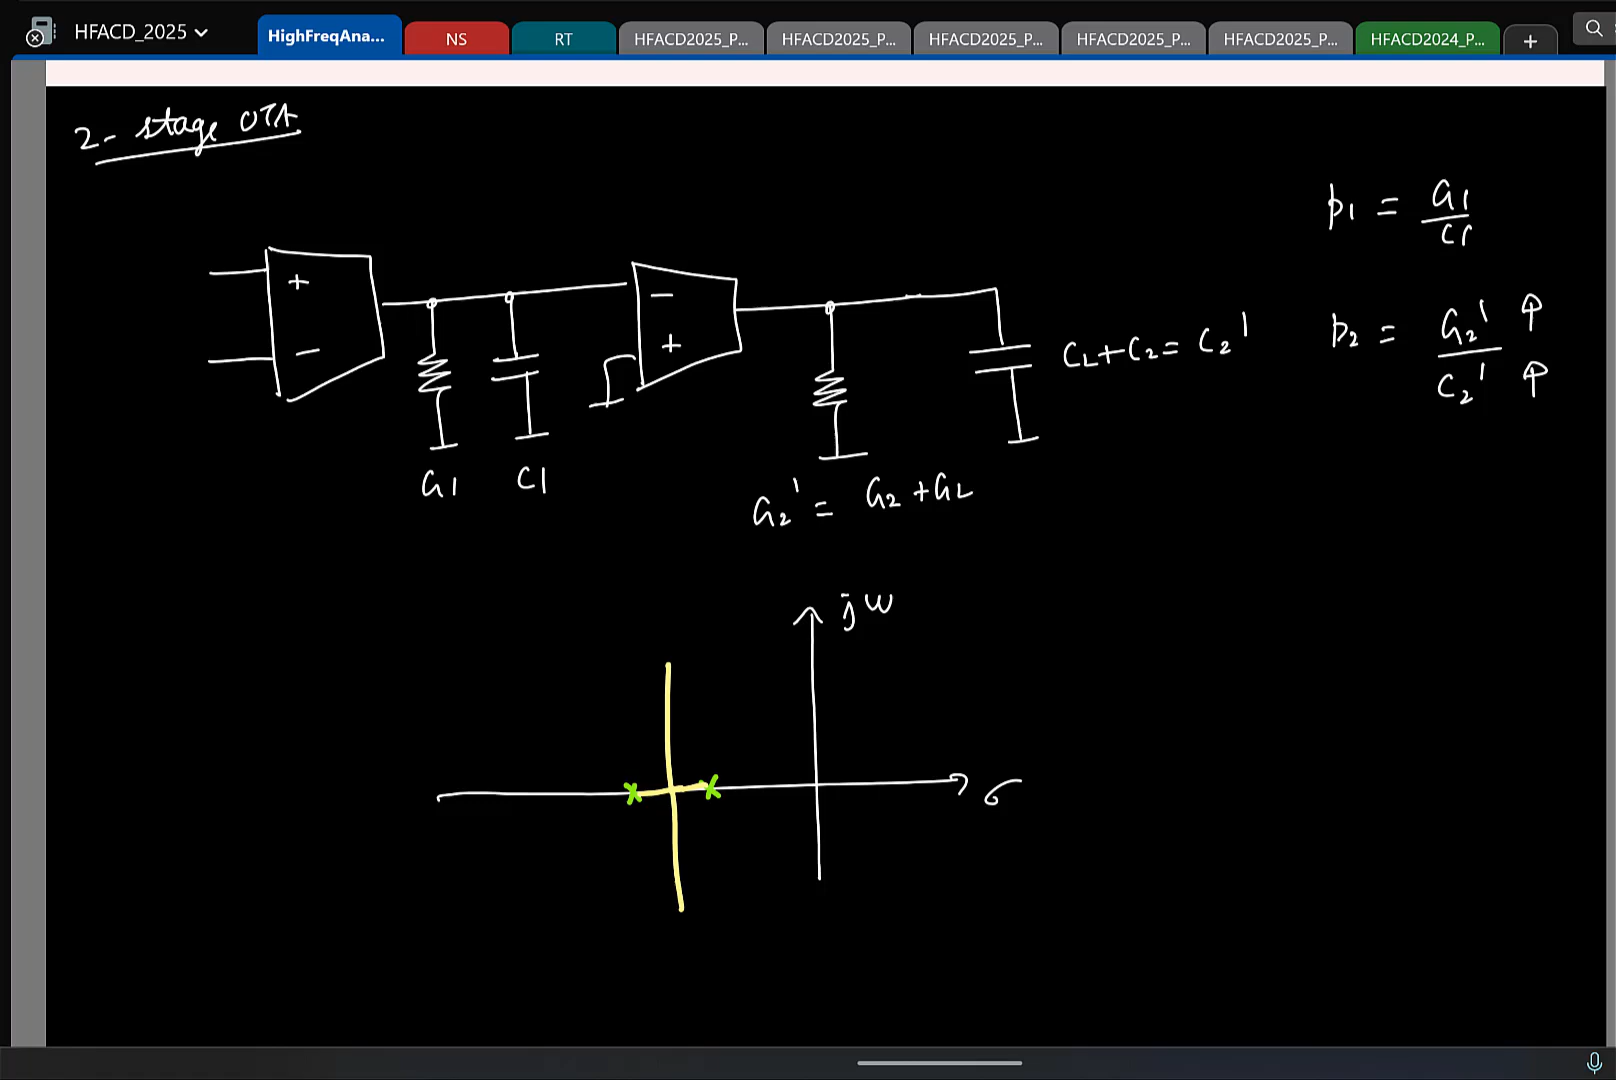 HFACD_2025
HighFreqAna...
NS
RT
HFACD2025_P...
HFACD2025_P...
HFACD2025_P...
HFACD2025_P...
HFACD2025_P...
HFACD2024_P...
+
2- stage OTA
p1 = G1/C1
+
-
-
+
CL+C2 = C2'
p2 = G2' ↑ / C2' ↑
G1
C1
G2' = G2 + GL
jω
σ